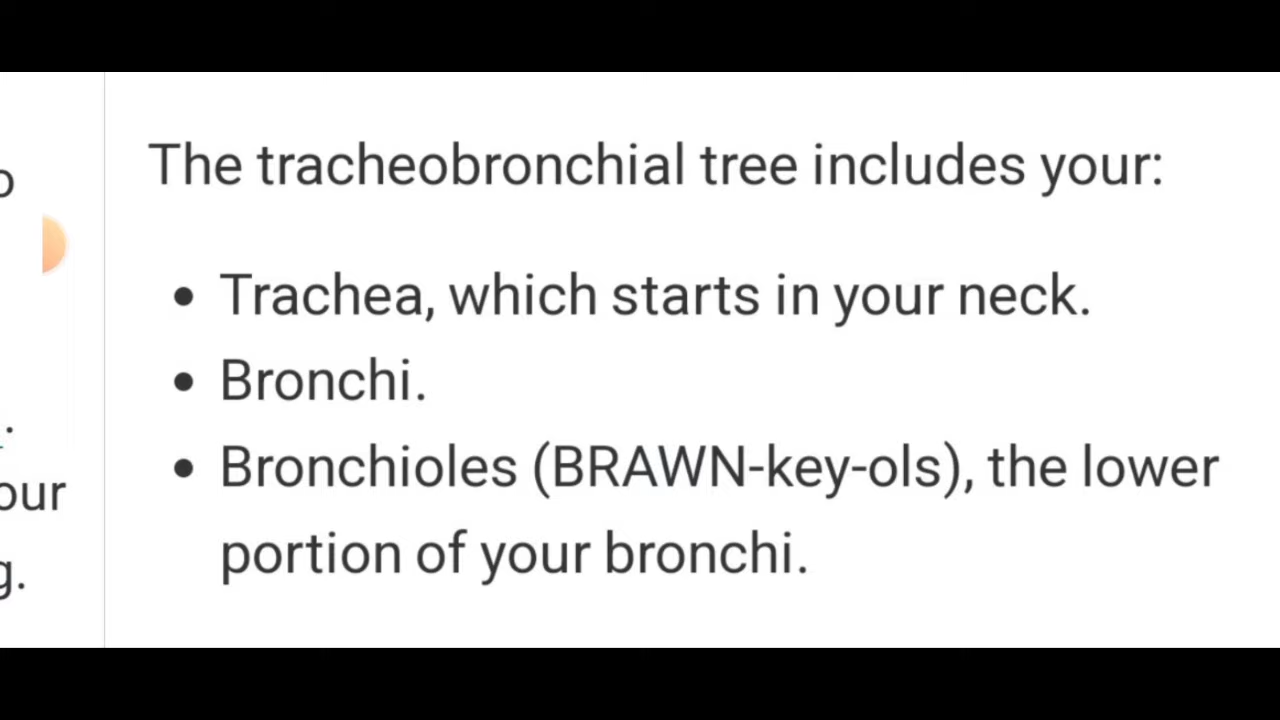 The tracheobronchial tree includes your:
• Trachea, which starts in your neck.
• Bronchi.
• Bronchioles (BRAWN-key-ols), the lower
portion of your bronchi.